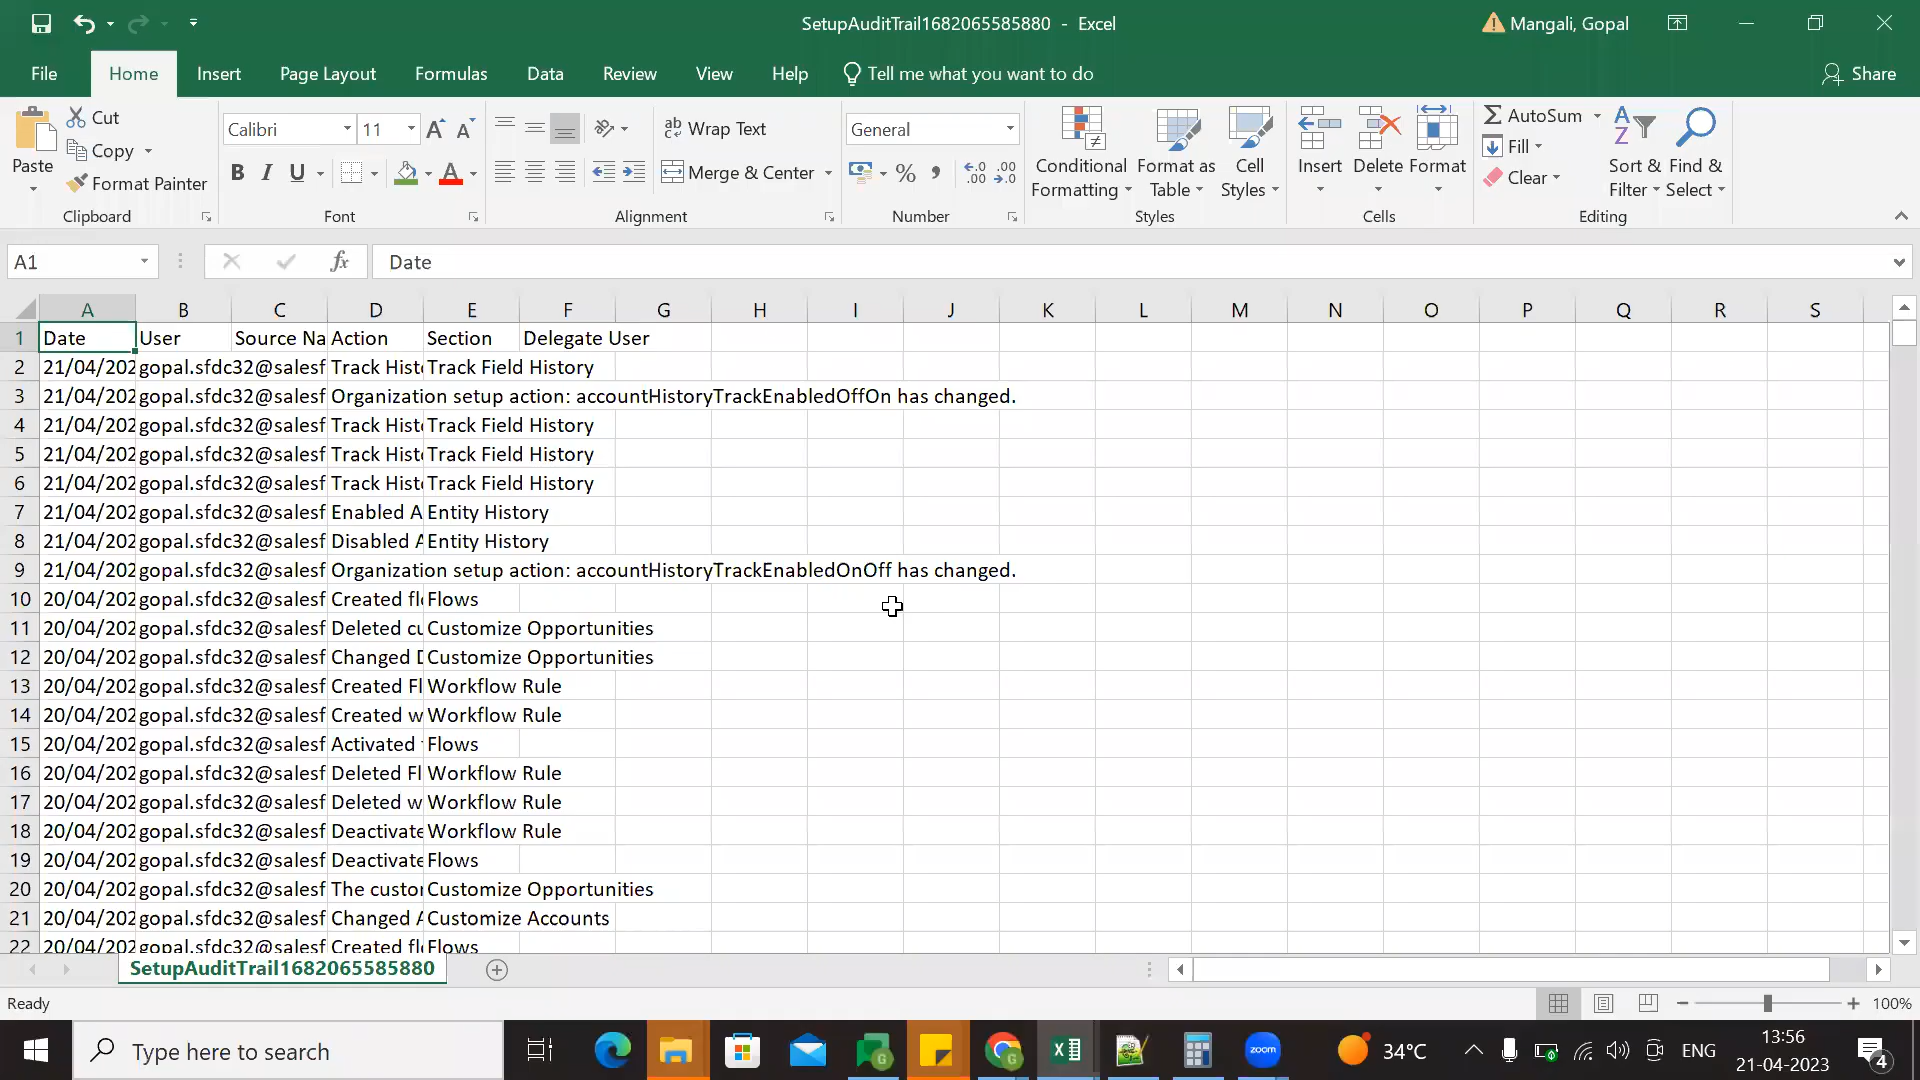 SetupAuditTrail1682065585880 - Excel
Mangali, Gopal
File Home Insert Page Layout Formulas Data Review View Help Tell me what you want to do Share
Paste
Cut
Copy
Format Painter
Clipboard
Calibri 11
B I U
Font
Wrap Text
Merge & Center
Alignment
General
Number
Conditional Formatting
Format as Table
Cell Styles
Styles
Insert Delete Format
Cells
AutoSum
Fill
Clear
Sort & Filter
Find & Select
Editing
A1 fx Date
A B C D E F G H I J K L M N O P Q R S
1 Date User Source Na Action Section Delegate User
2 21/04/202 gopal.sfdc32@salesf Track Hist Track Field History
3 21/04/202 gopal.sfdc32@salesf Organization setup action: accountHistoryTrackEnabledOffOn has changed.
4 21/04/202 gopal.sfdc32@salesf Track Hist Track Field History
5 21/04/202 gopal.sfdc32@salesf Track Hist Track Field History
6 21/04/202 gopal.sfdc32@salesf Track Hist Track Field History
7 21/04/202 gopal.sfdc32@salesf Enabled A Entity History
8 21/04/202 gopal.sfdc32@salesf Disabled A Entity History
9 21/04/202 gopal.sfdc32@salesf Organization setup action: accountHistoryTrackEnabledOnOff has changed.
10 20/04/202 gopal.sfdc32@salesf Created fl Flows
11 20/04/202 gopal.sfdc32@salesf Deleted cu Customize Opportunities
12 20/04/202 gopal.sfdc32@salesf Changed D Customize Opportunities
13 20/04/202 gopal.sfdc32@salesf Created Fl Workflow Rule
14 20/04/202 gopal.sfdc32@salesf Created w Workflow Rule
15 20/04/202 gopal.sfdc32@salesf Activated Flows
16 20/04/202 gopal.sfdc32@salesf Deleted Fl Workflow Rule
17 20/04/202 gopal.sfdc32@salesf Deleted w Workflow Rule
18 20/04/202 gopal.sfdc32@salesf Deactivate Workflow Rule
19 20/04/202 gopal.sfdc32@salesf Deactivate Flows
20 20/04/202 gopal.sfdc32@salesf The custor Customize Opportunities
21 20/04/202 gopal.sfdc32@salesf Changed A Customize Accounts
22 20/04/202 gopal.sfdc32@salesf Created fl Flows
SetupAuditTrail1682065585880
Ready
100%
Type here to search
zoom
34°C
ENG
13:56
21-04-2023
4